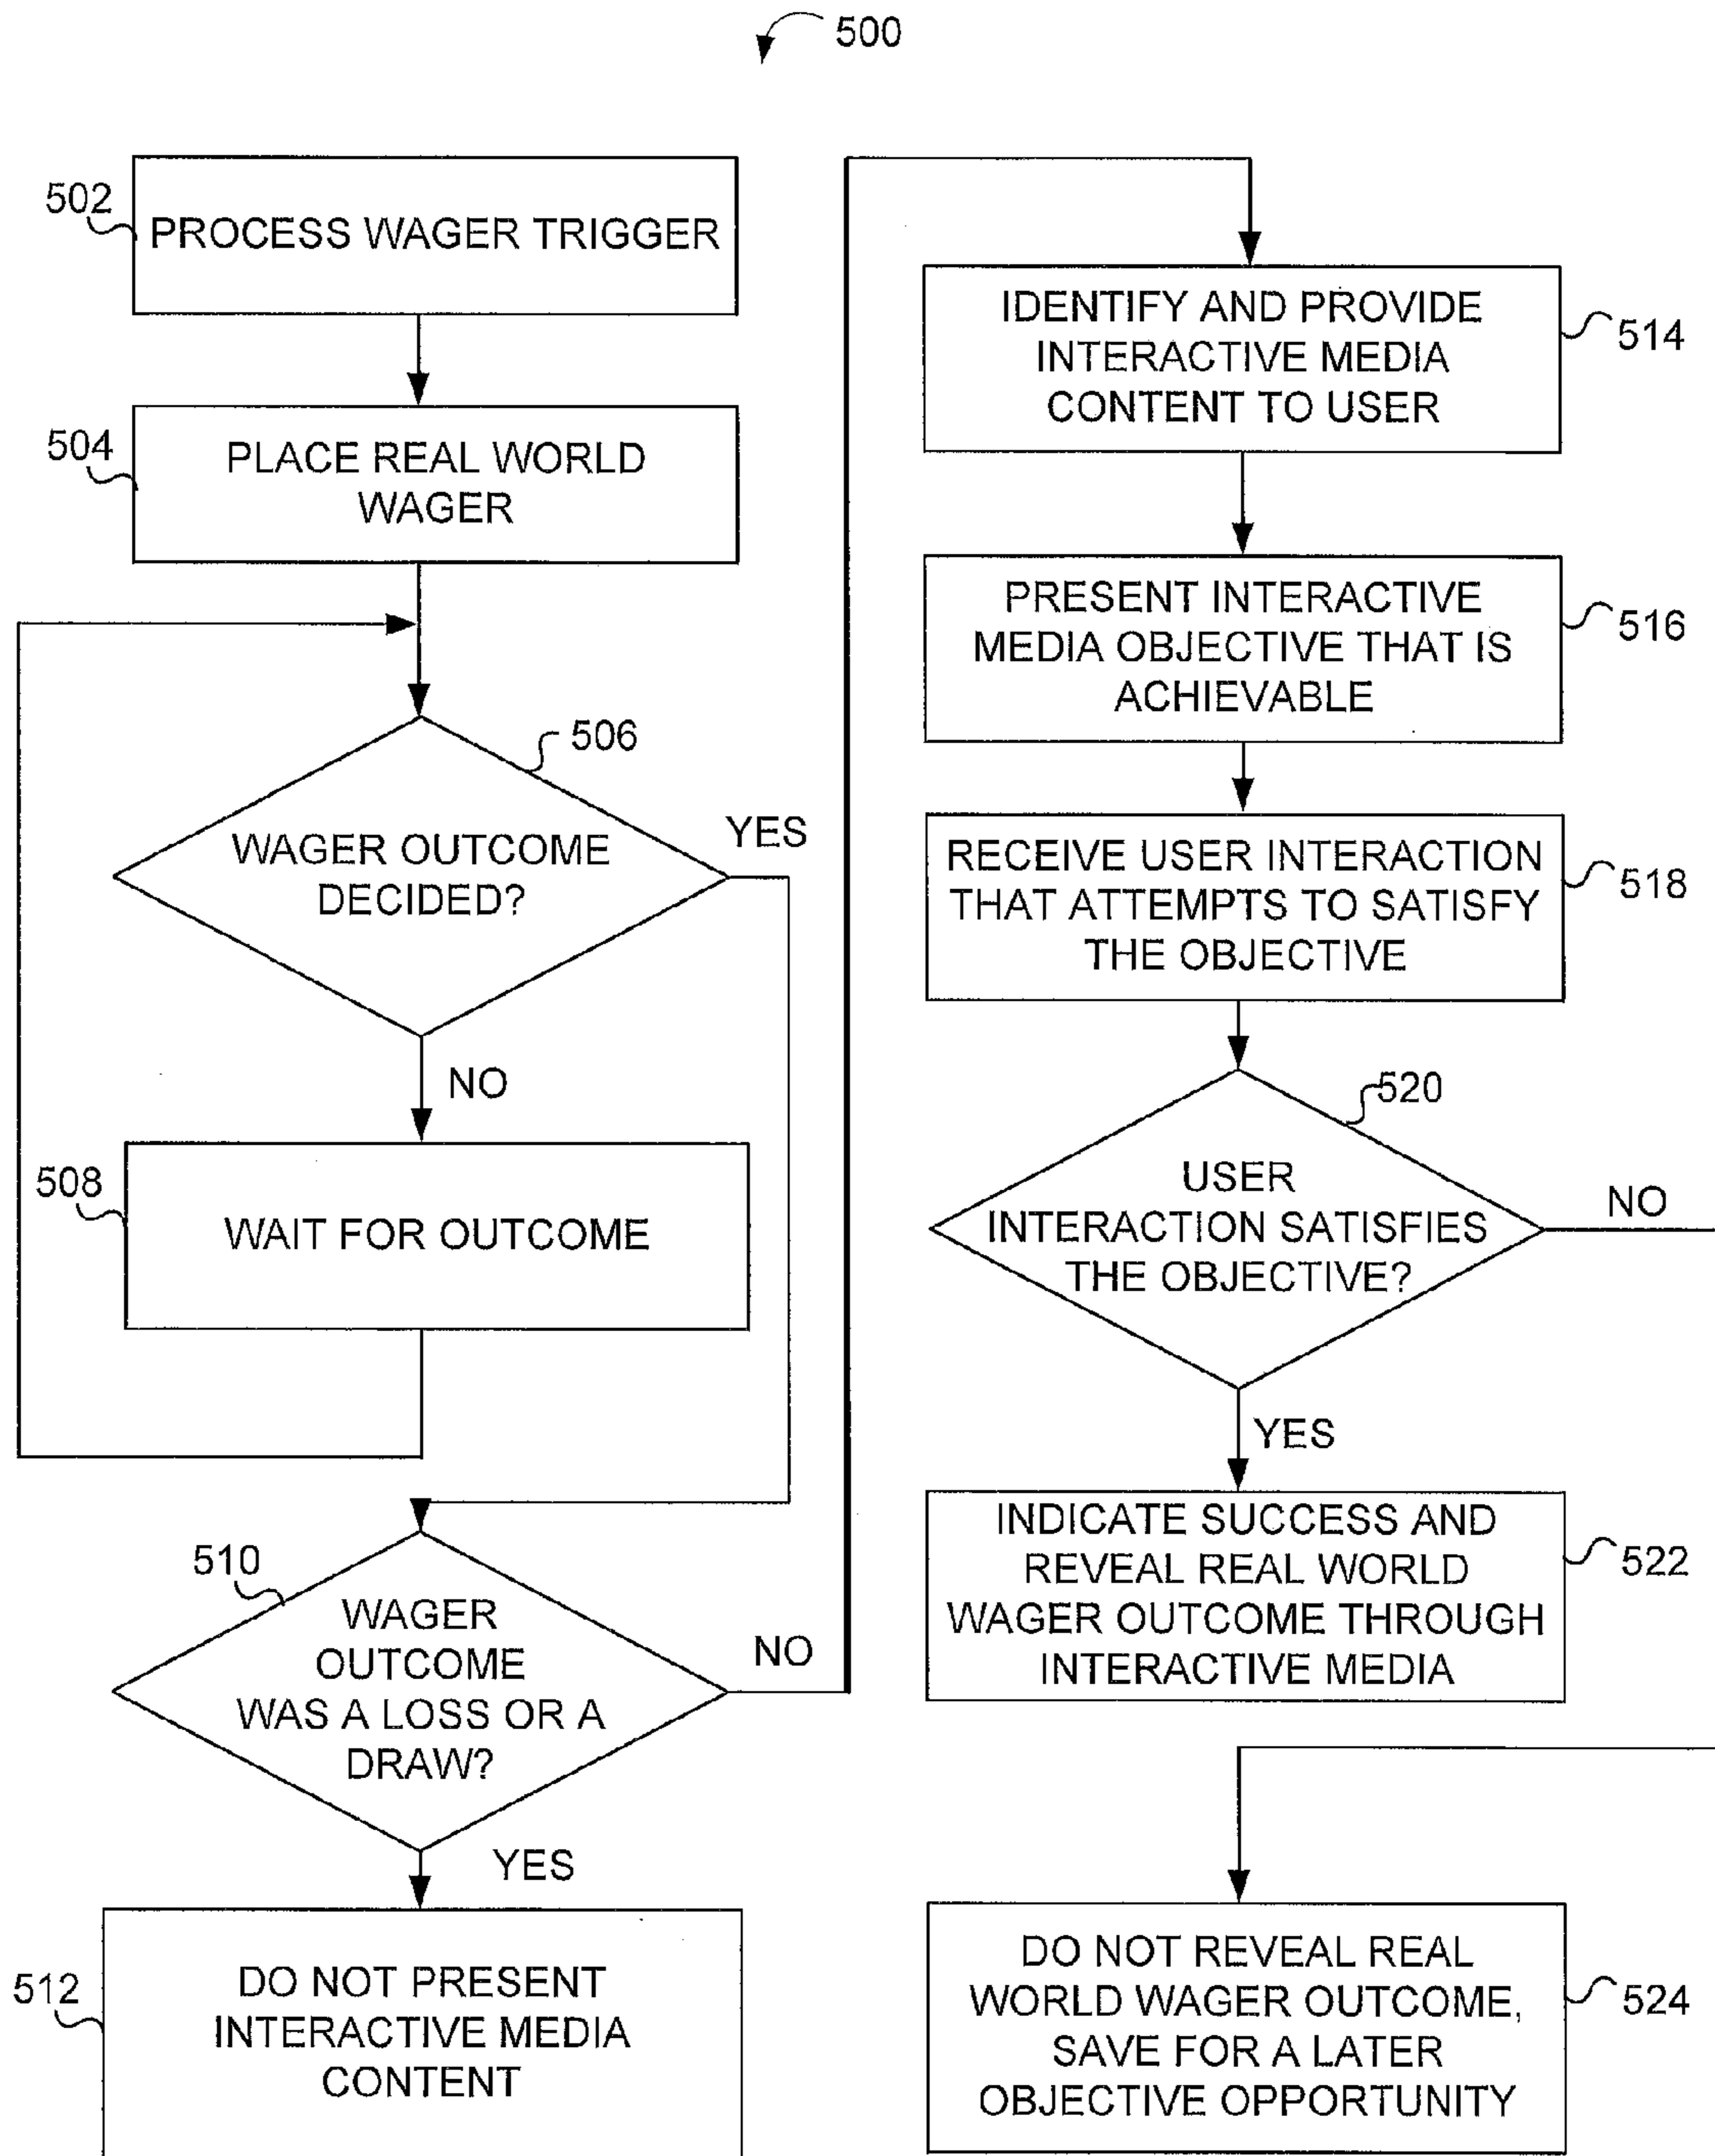 500
502
PROCESS WAGER TRIGGER
504
PLACE REAL WORLD
WAGER
506
WAGER OUTCOME
DECIDED?
YES
NO
508
WAIT FOR OUTCOME
510
WAGER
OUTCOME
WAS A LOSS OR A
DRAW?
NO
YES
512
DO NOT PRESENT
INTERACTIVE MEDIA
CONTENT
IDENTIFY AND PROVIDE
INTERACTIVE MEDIA
CONTENT TO USER
514
PRESENT INTERACTIVE
MEDIA OBJECTIVE THAT IS
ACHIEVABLE
516
RECEIVE USER INTERACTION
THAT ATTEMPTS TO SATISFY
THE OBJECTIVE
518
520
USER
INTERACTION SATISFIES
THE OBJECTIVE?
NO
YES
INDICATE SUCCESS AND
REVEAL REAL WORLD
WAGER OUTCOME THROUGH
INTERACTIVE MEDIA
522
DO NOT REVEAL REAL
WORLD WAGER OUTCOME,
SAVE FOR A LATER
OBJECTIVE OPPORTUNITY
524